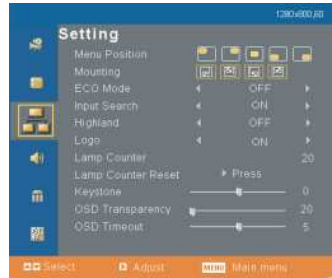 1280x800,60
Setting
Menu Position
Mounting
ECO Mode OFF
Input Search ON
Highland OFF
Logo ON
Lamp Counter 20
Lamp Counter Reset Press
Keystone 0
OSD Transparency 20
OSD Timeout 5
Select Adjust MENU Main menu